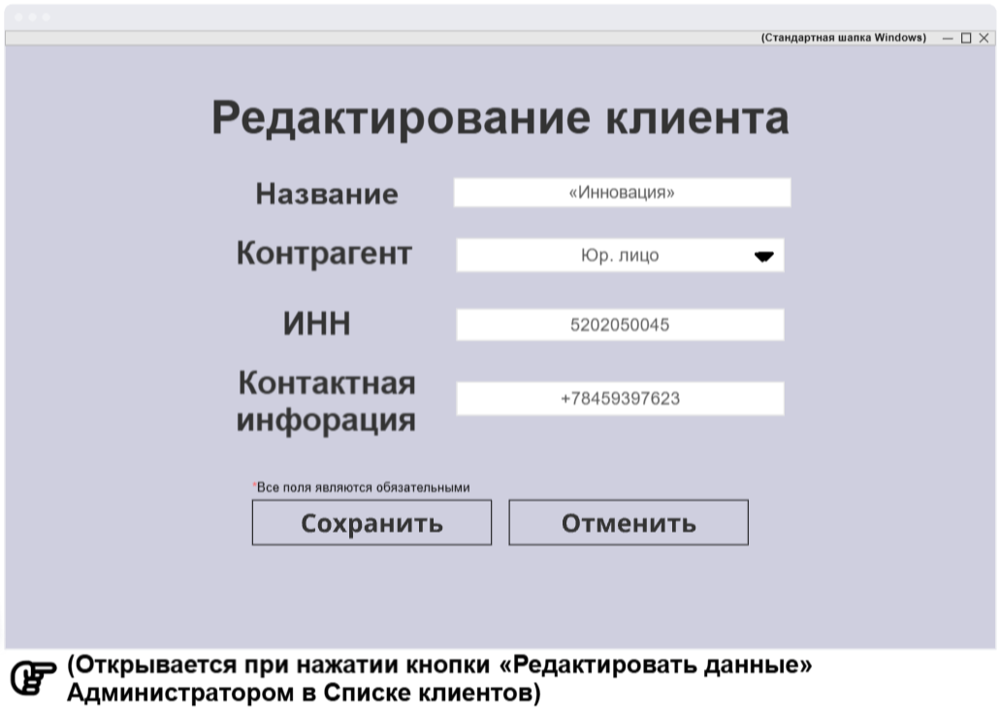 (Стандартная шапка Windows)
Редактирование клиента
Название
«Инновация»
Контрагент
Юр. лицо
ИНН
5202050045
Контактная
инфорация
+78459397623
*Все поля являются обязательными
Сохранить
Отменить
(Открывается при нажатии кнопки «Редактировать данные»
Администратором в Списке клиентов)